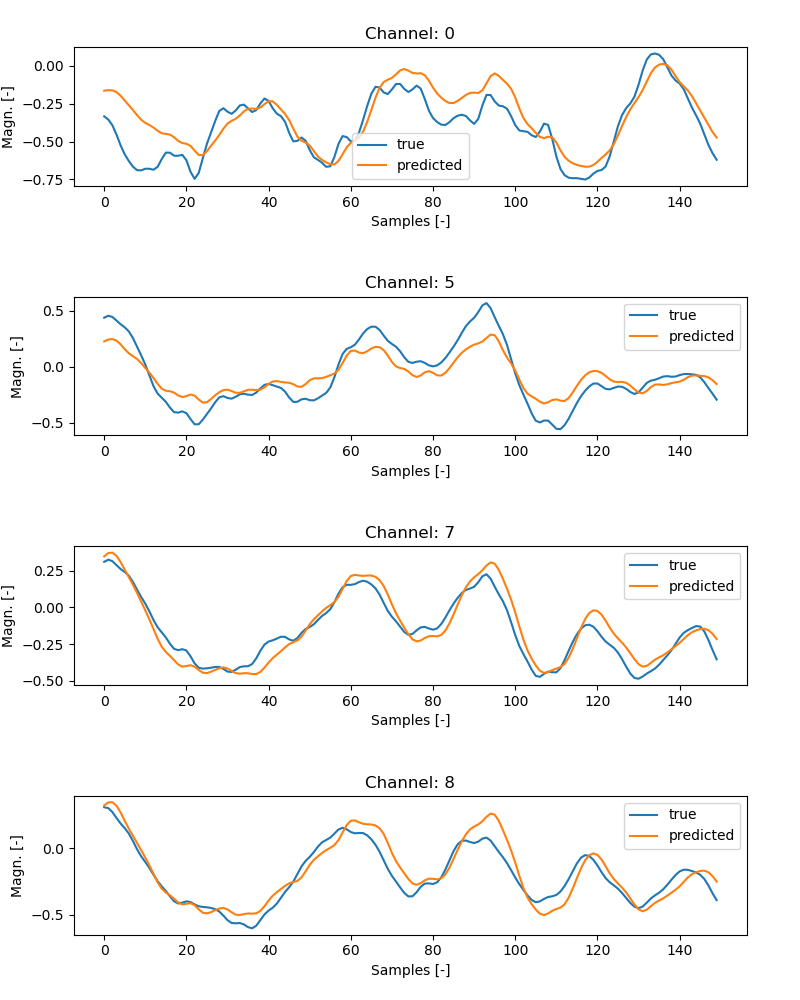 Channel: 0
Magn. [-]
0.00
−0.25
−0.50
−0.75
true
predicted
0 20 40 60 80 100 120 140
Samples [-]
Channel: 5
Magn. [-]
0.5
0.0
−0.5
true
predicted
0 20 40 60 80 100 120 140
Samples [-]
Channel: 7
Magn. [-]
0.25
0.00
−0.25
−0.50
true
predicted
0 20 40 60 80 100 120 140
Samples [-]
Channel: 8
Magn. [-]
0.0
−0.5
true
predicted
0 20 40 60 80 100 120 140
Samples [-]